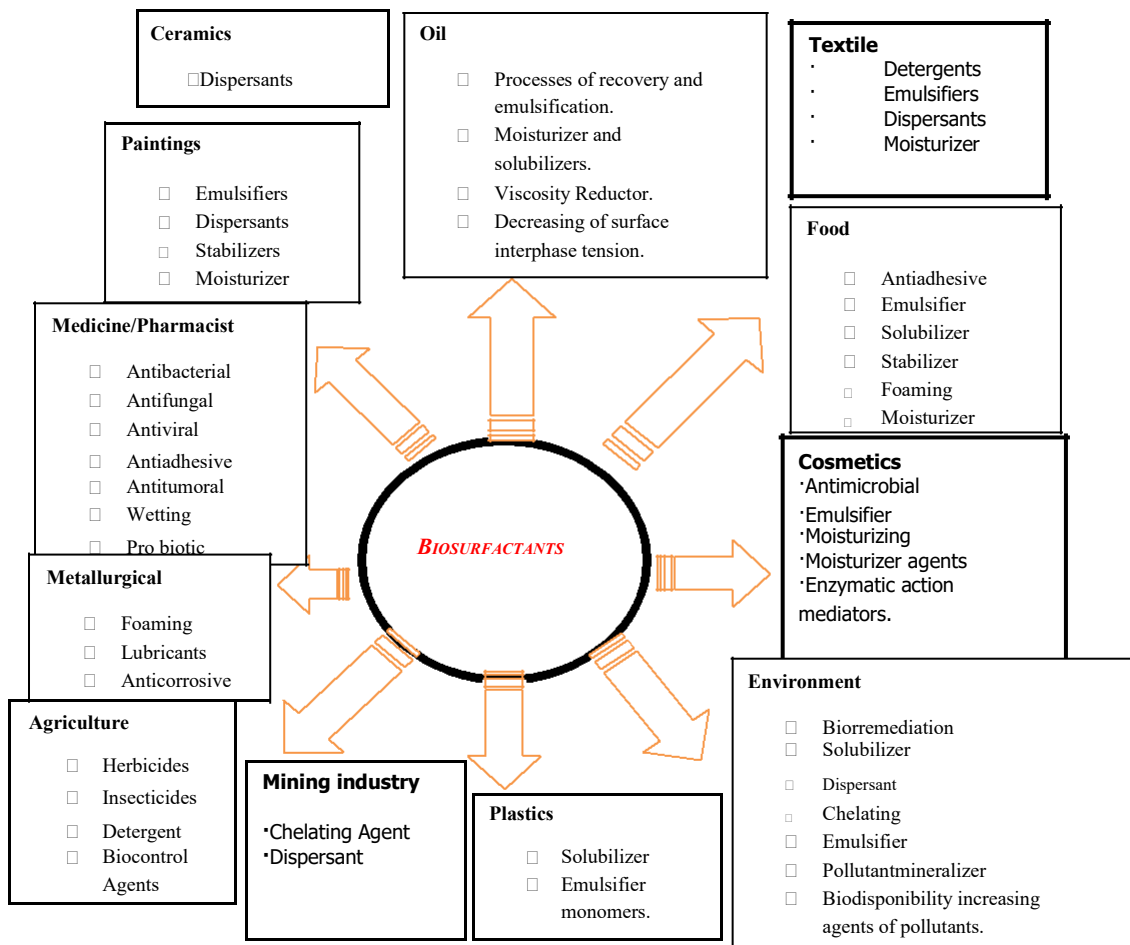 Ceramics
Dispersants
Oil
Processes of recovery and
emulsification.
Moisturizer and
solubilizers.
Viscosity Reductor.
Decreasing of surface
interphase tension.
Textile
· Detergents
· Emulsifiers
· Dispersants
· Moisturizer
Paintings
Emulsifiers
Dispersants
Stabilizers
Moisturizer
Food
Antiadhesive
Emulsifier
Solubilizer
Stabilizer
Foaming
Moisturizer
Medicine/Pharmacist
Antibacterial
Antifungal
Antiviral
Antiadhesive
Antitumoral
Wetting
Pro biotic
BIOSURFACTANTS
Cosmetics
·Antimicrobial
·Emulsifier
·Moisturizing
·Moisturizer agents
·Enzymatic action
mediators.
Metallurgical
Foaming
Lubricants
Anticorrosive
Agriculture
Herbicides
Insecticides
Detergent
Biocontrol
Agents
Mining industry
·Chelating Agent
·Dispersant
Plastics
Solubilizer
Emulsifier
monomers.
Environment
Biorremediation
Solubilizer
Dispersant
Chelating
Emulsifier
Pollutantmineralizer
Biodisponibility increasing
agents of pollutants.